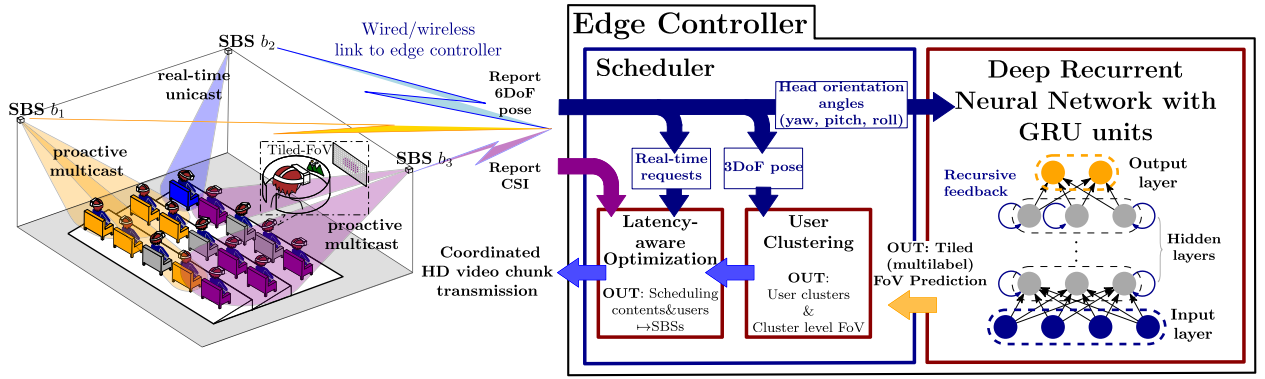 Edge Controller
SBS b2
Wired/wireless
link to edge controller
real-time
unicast
SBS b1
proactive
multicast
Tiled-FoV
SBS b3
proactive
multicast
Report
6DoF
pose
Report
CSI
Coordinated
HD video chunk
transmission
Scheduler
Head orientation
angles
(yaw, pitch, roll)
Real-time
requests
3DoF pose
Latency-
aware
Optimization
OUT: Scheduling
contents&users
↦SBSs
User
Clustering
OUT:
User clusters
&
Cluster level FoV
OUT: Tiled
(multilabel)
FoV Prediction
Deep Recurrent
Neural Network with
GRU units
Output
layer
Recursive
feedback
Hidden
layers
Input
layer